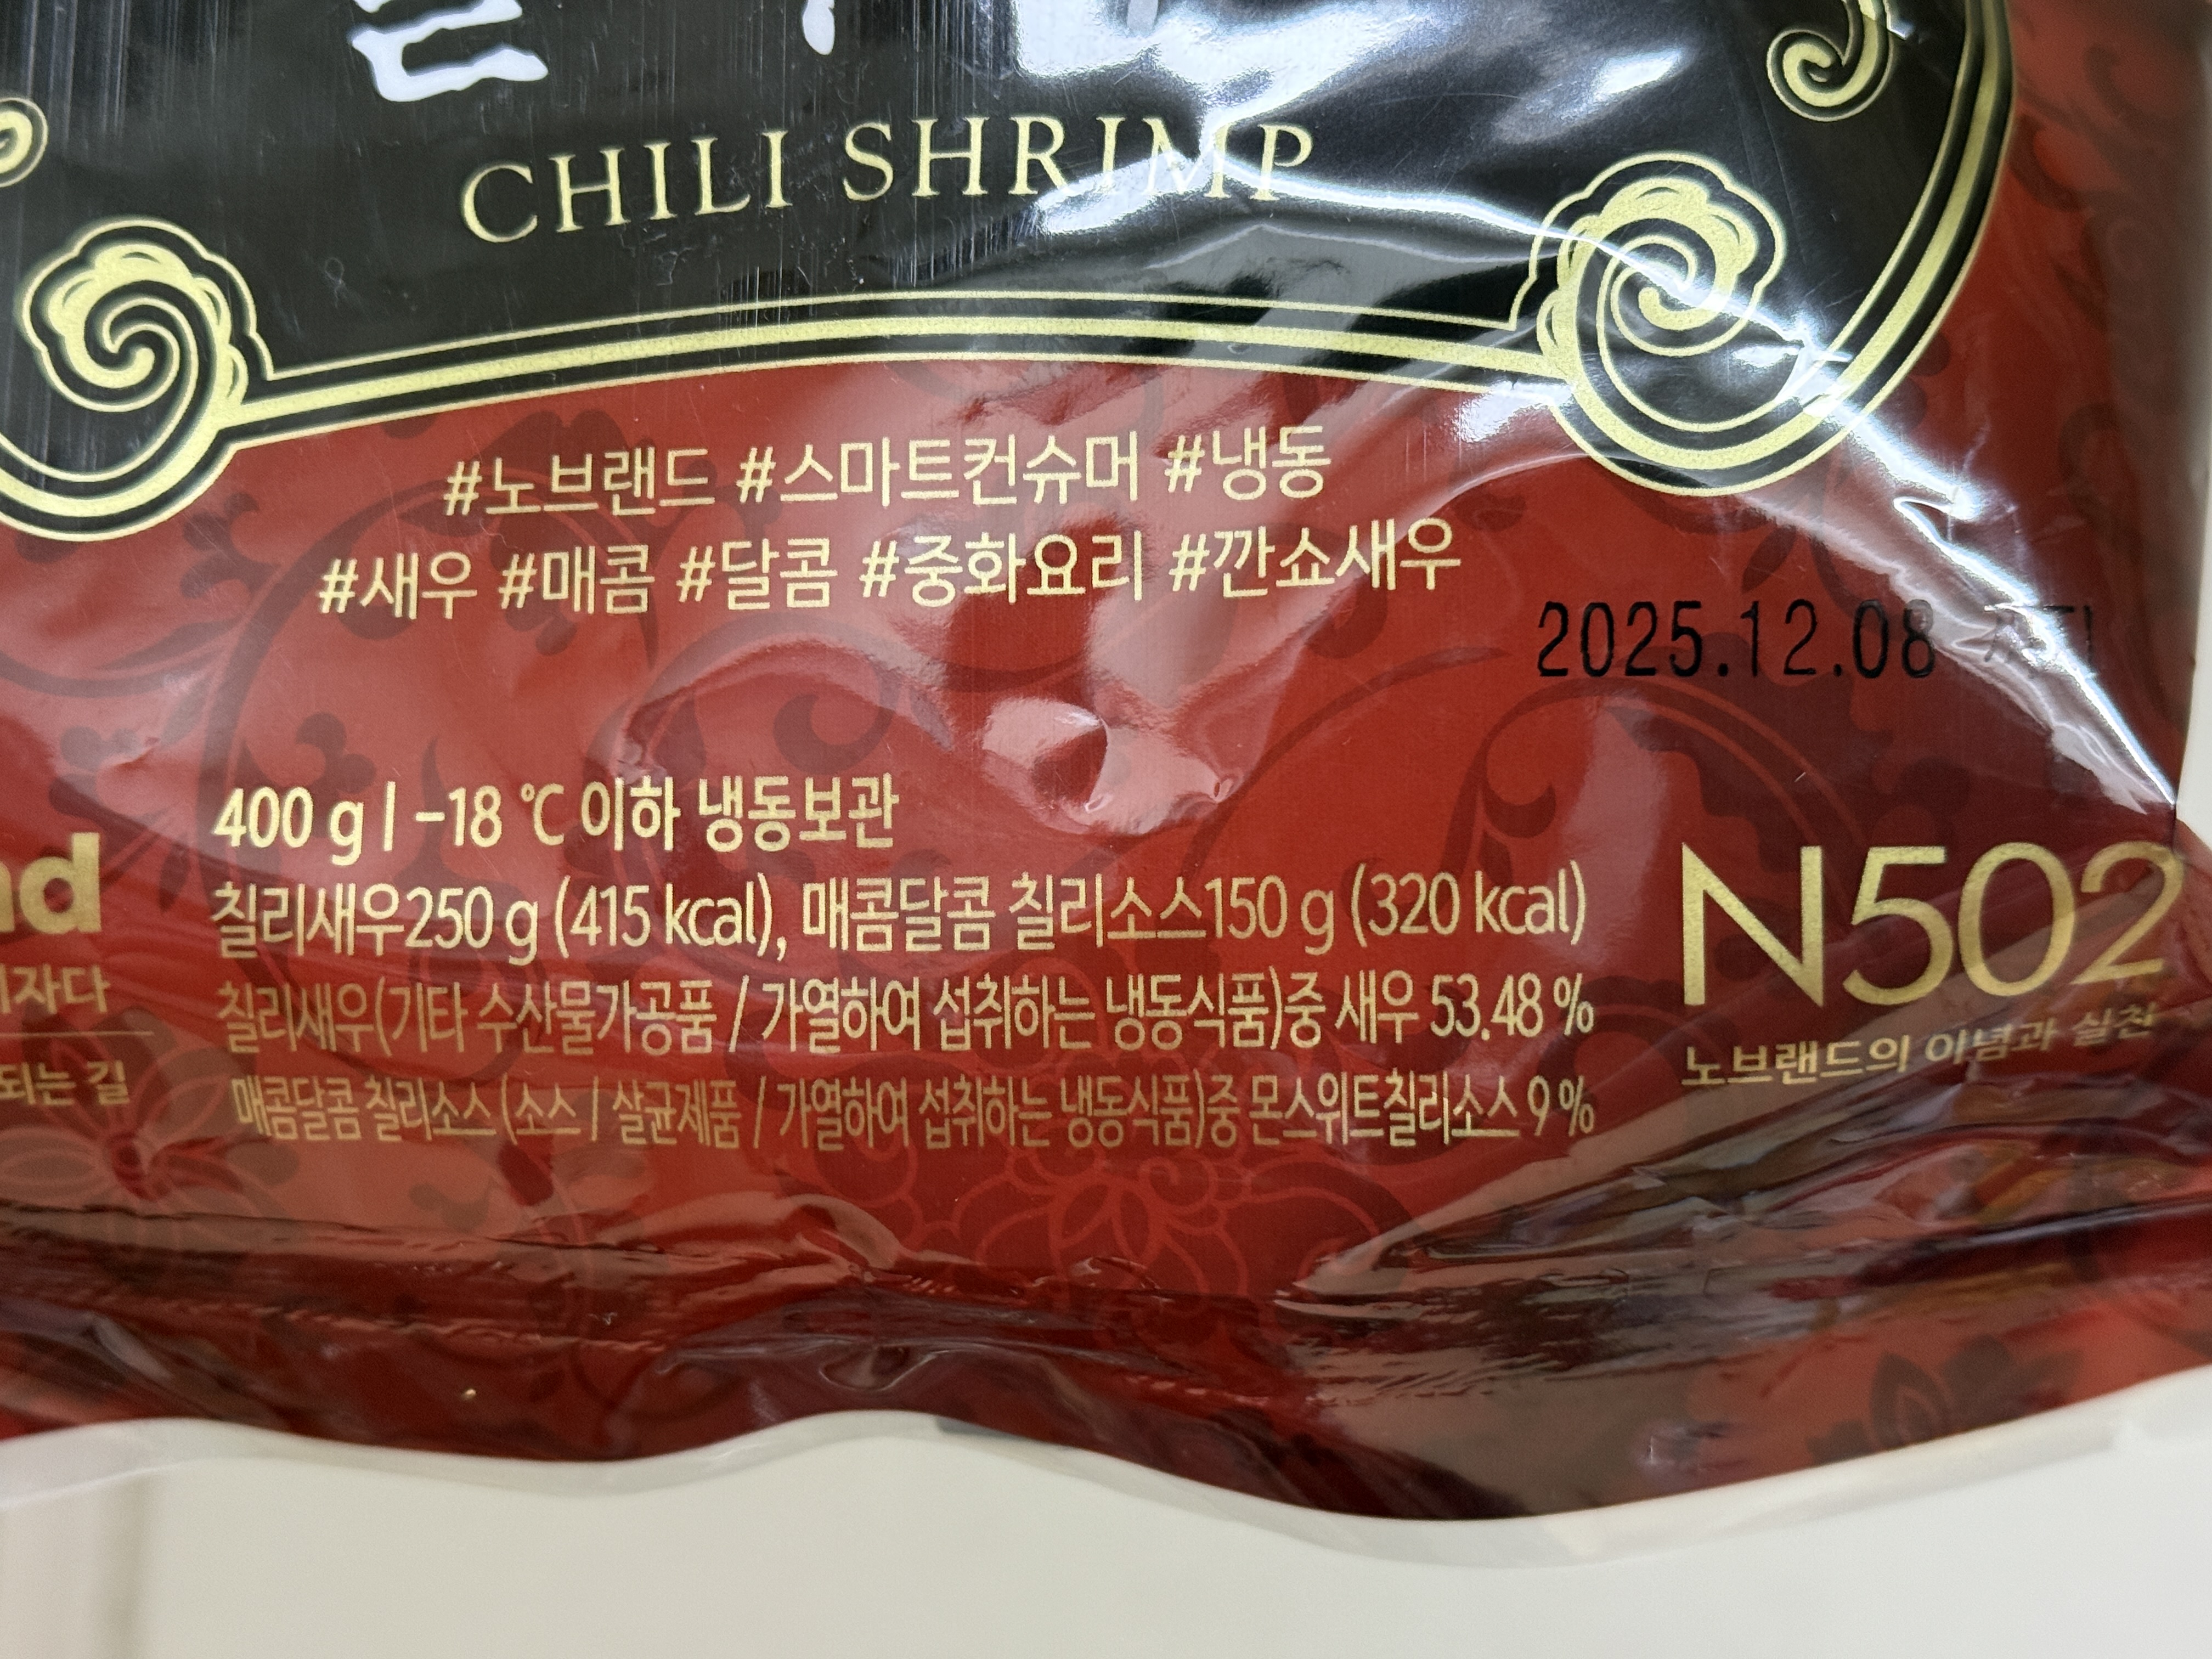 CHILI SHRIMP
#노브랜드 #스마트컨슈머 #냉동
#새우 #매콤 #달콤 #중화요리 #깐쇼새우
2025.12.08 까지
400 g | -18 ℃ 이하 냉동보관
칠리새우250 g (415 kcal), 매콤달콤 칠리소스150 g (320 kcal)
칠리새우(기타 수산물가공품 / 가열하여 섭취하는 냉동식품)중 새우 53.48 %
매콤달콤 칠리소스 (소스 / 살균제품 / 가열하여 섭취하는 냉동식품)중 몬스위트칠리소스 9 %
N502
노브랜드의 이념과 실천
자다
되는 길